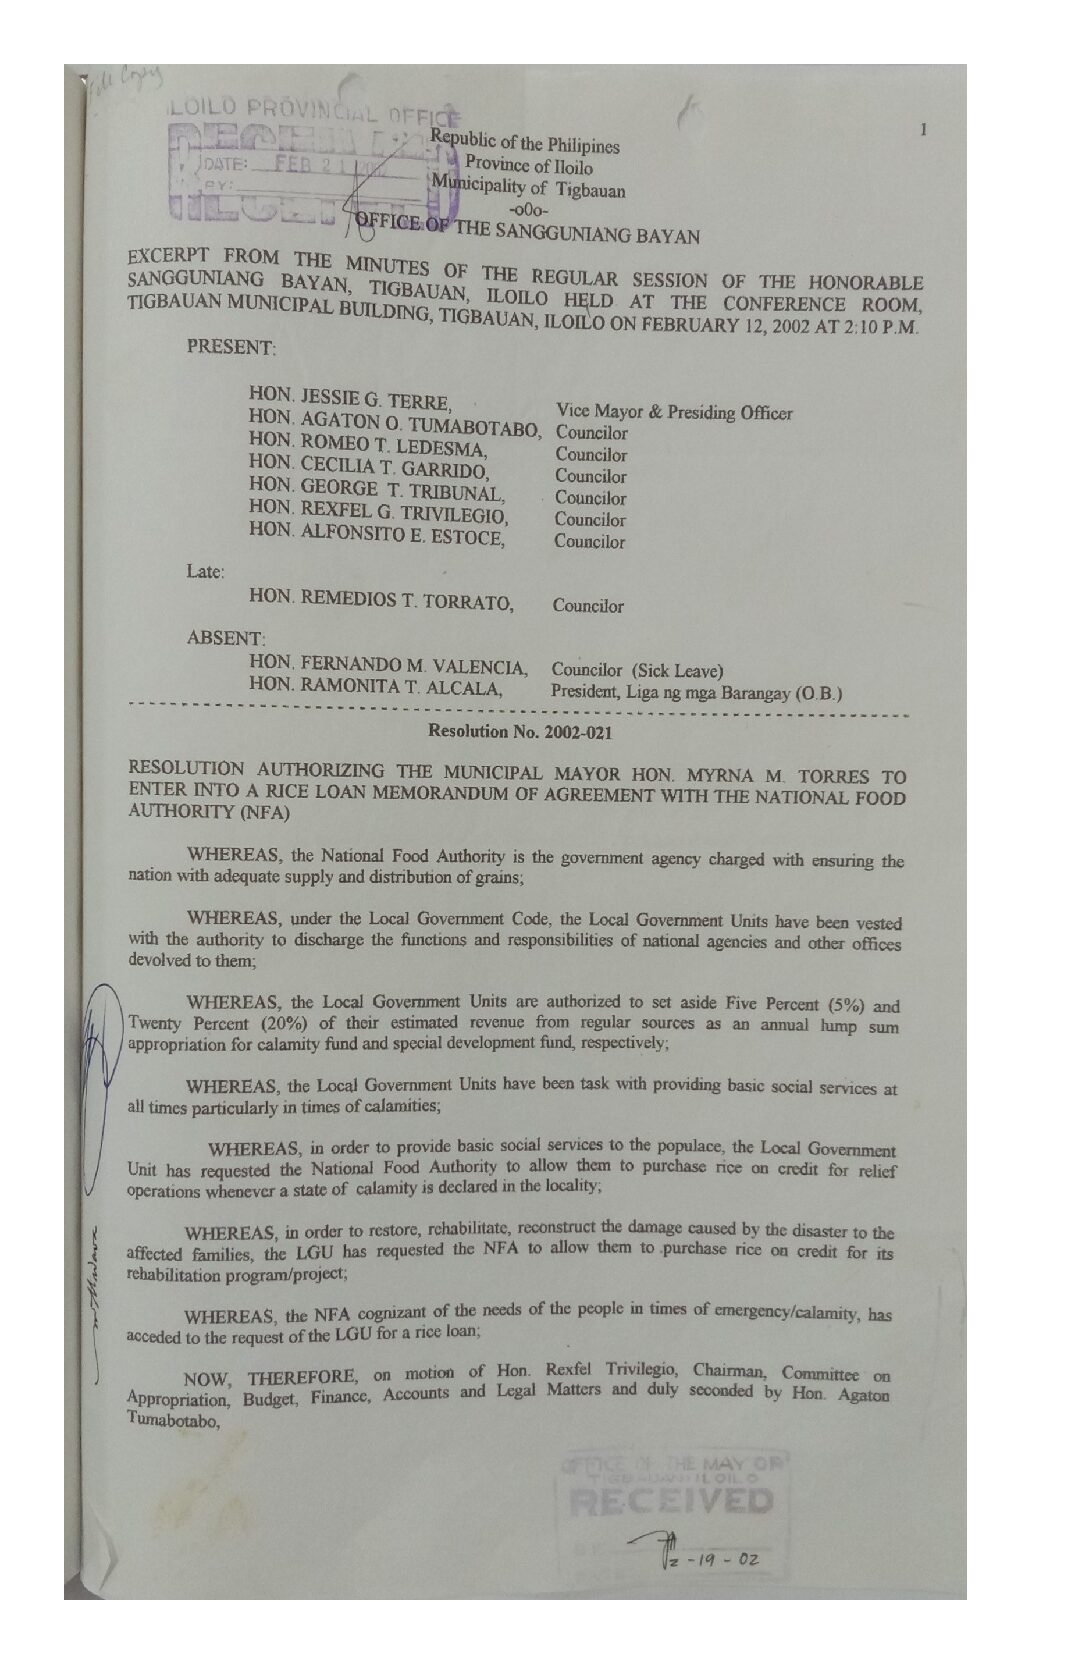 File Copy
ILOILO PROVINCIAL OFFICE
1
DATE: FEB 21 2002
BY:
Republic of the Philipines
Province of Iloilo
Municipality of Tigbauan
-o0o-
OFFICE OF THE SANGGUNIANG BAYAN
EXCERPT FROM THE MINUTES OF THE REGULAR SESSION OF THE HONORABLE
SANGGUNIANG BAYAN, TIGBAUAN, ILOILO HELD AT THE CONFERENCE ROOM,
TIGBAUAN MUNICIPAL BUILDING, TIGBAUAN, ILOILO ON FEBRUARY 12, 2002 AT 2:10 P.M.
PRESENT:
HON. JESSIE G. TERRE, Vice Mayor & Presiding Officer
HON. AGATON O. TUMABOTABO, Councilor
HON. ROMEO T. LEDESMA, Councilor
HON. CECILIA T. GARRIDO, Councilor
HON. GEORGE T. TRIBUNAL, Councilor
HON. REXFEL G. TRIVILEGIO, Councilor
HON. ALFONSITO E. ESTOCE, Councilor
Late:
HON. REMEDIOS T. TORRATO, Councilor
ABSENT:
HON. FERNANDO M. VALENCIA, Councilor (Sick Leave)
HON. RAMONITA T. ALCALA, President, Liga ng mga Barangay (O.B.)
Resolution No. 2002-021
RESOLUTION AUTHORIZING THE MUNICIPAL MAYOR HON. MYRNA M. TORRES TO
ENTER INTO A RICE LOAN MEMORANDUM OF AGREEMENT WITH THE NATIONAL FOOD
AUTHORITY (NFA)
WHEREAS, the National Food Authority is the government agency charged with ensuring the
nation with adequate supply and distribution of grains;
WHEREAS, under the Local Government Code, the Local Government Units have been vested
with the authority to discharge the functions and responsibilities of national agencies and other offices
devolved to them;
WHEREAS, the Local Government Units are authorized to set aside Five Percent (5%) and
Twenty Percent (20%) of their estimated revenue from regular sources as an annual lump sum
appropriation for calamity fund and special development fund, respectively;
WHEREAS, the Local Government Units have been task with providing basic social services at
all times particularly in times of calamities;
WHEREAS, in order to provide basic social services to the populace, the Local Government
Unit has requested the National Food Authority to allow them to purchase rice on credit for relief
operations whenever a state of calamity is declared in the locality;
WHEREAS, in order to restore, rehabilitate, reconstruct the damage caused by the disaster to the
affected families, the LGU has requested the NFA to allow them to purchase rice on credit for its
rehabilitation program/project;
WHEREAS, the NFA cognizant of the needs of the people in times of emergency/calamity, has
acceded to the request of the LGU for a rice loan;
NOW, THEREFORE, on motion of Hon. Rexfel Trivilegio, Chairman, Committee on
Appropriation, Budget, Finance, Accounts and Legal Matters and duly seconded by Hon. Agaton
Tumabotabo,
OFFICE OF THE MAYOR
TIGBAUAN ILOILO
RECEIVED
2-19-02